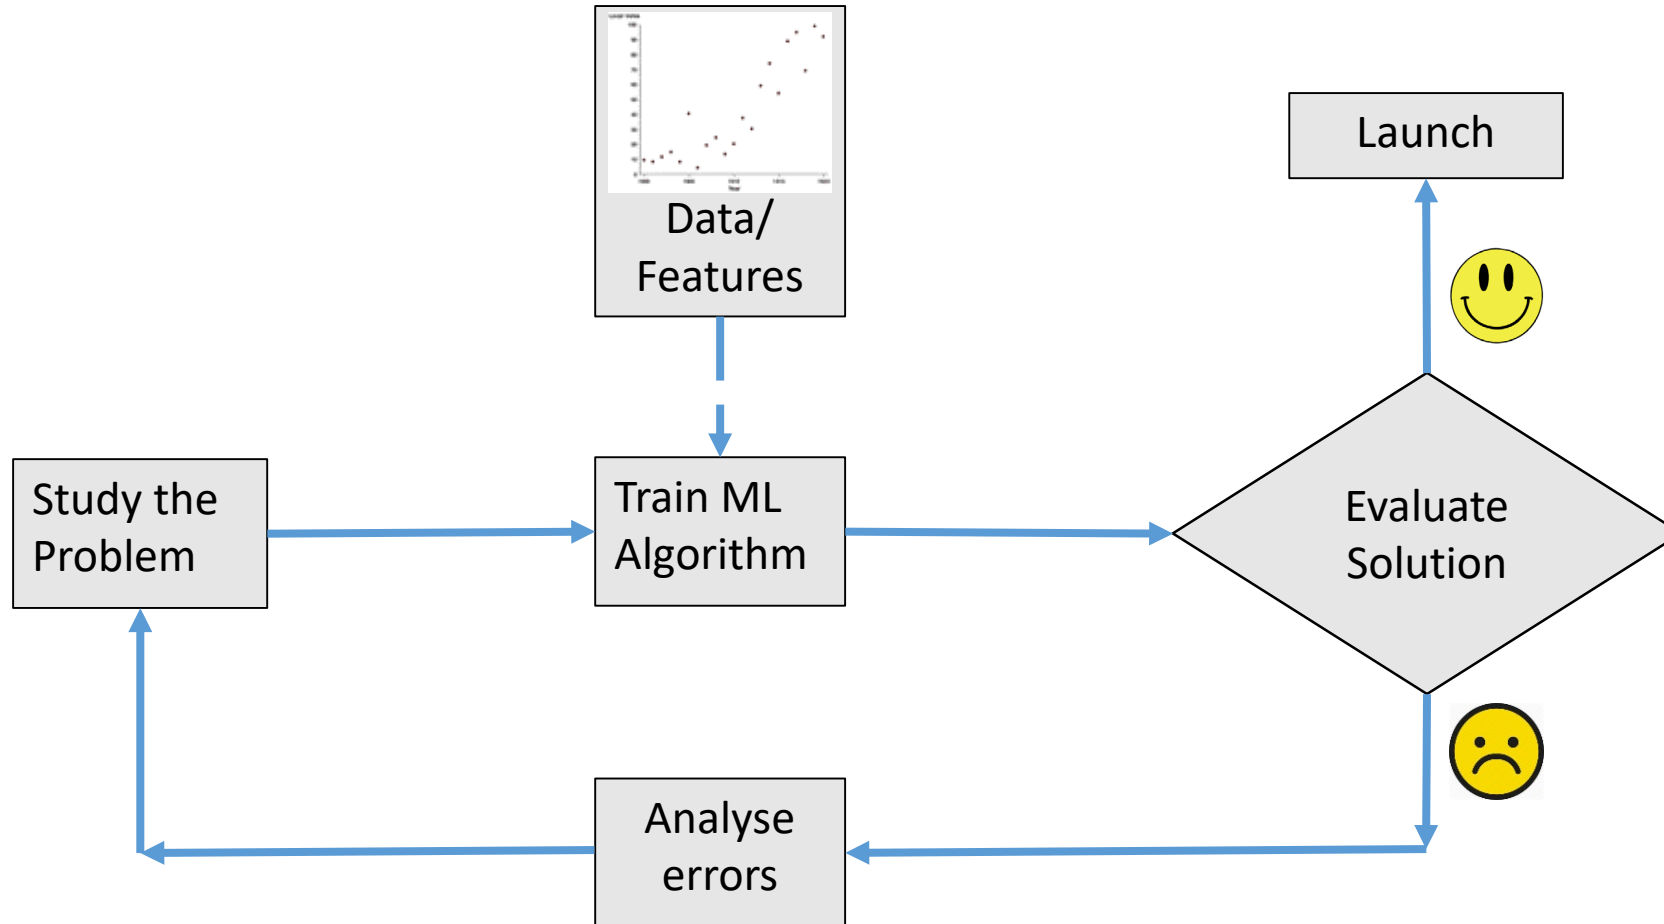 Data/
Features
Launch
Study the
Problem
Train ML
Algorithm
Evaluate
Solution
Analyse
errors